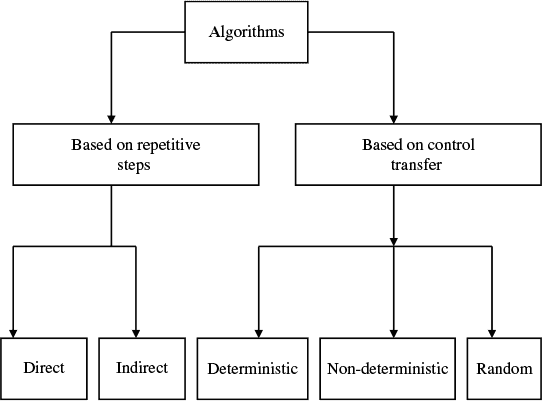 Algorithms
Based on repetitive
steps
Based on control
transfer
Direct
Indirect
Deterministic
Non-deterministic
Random